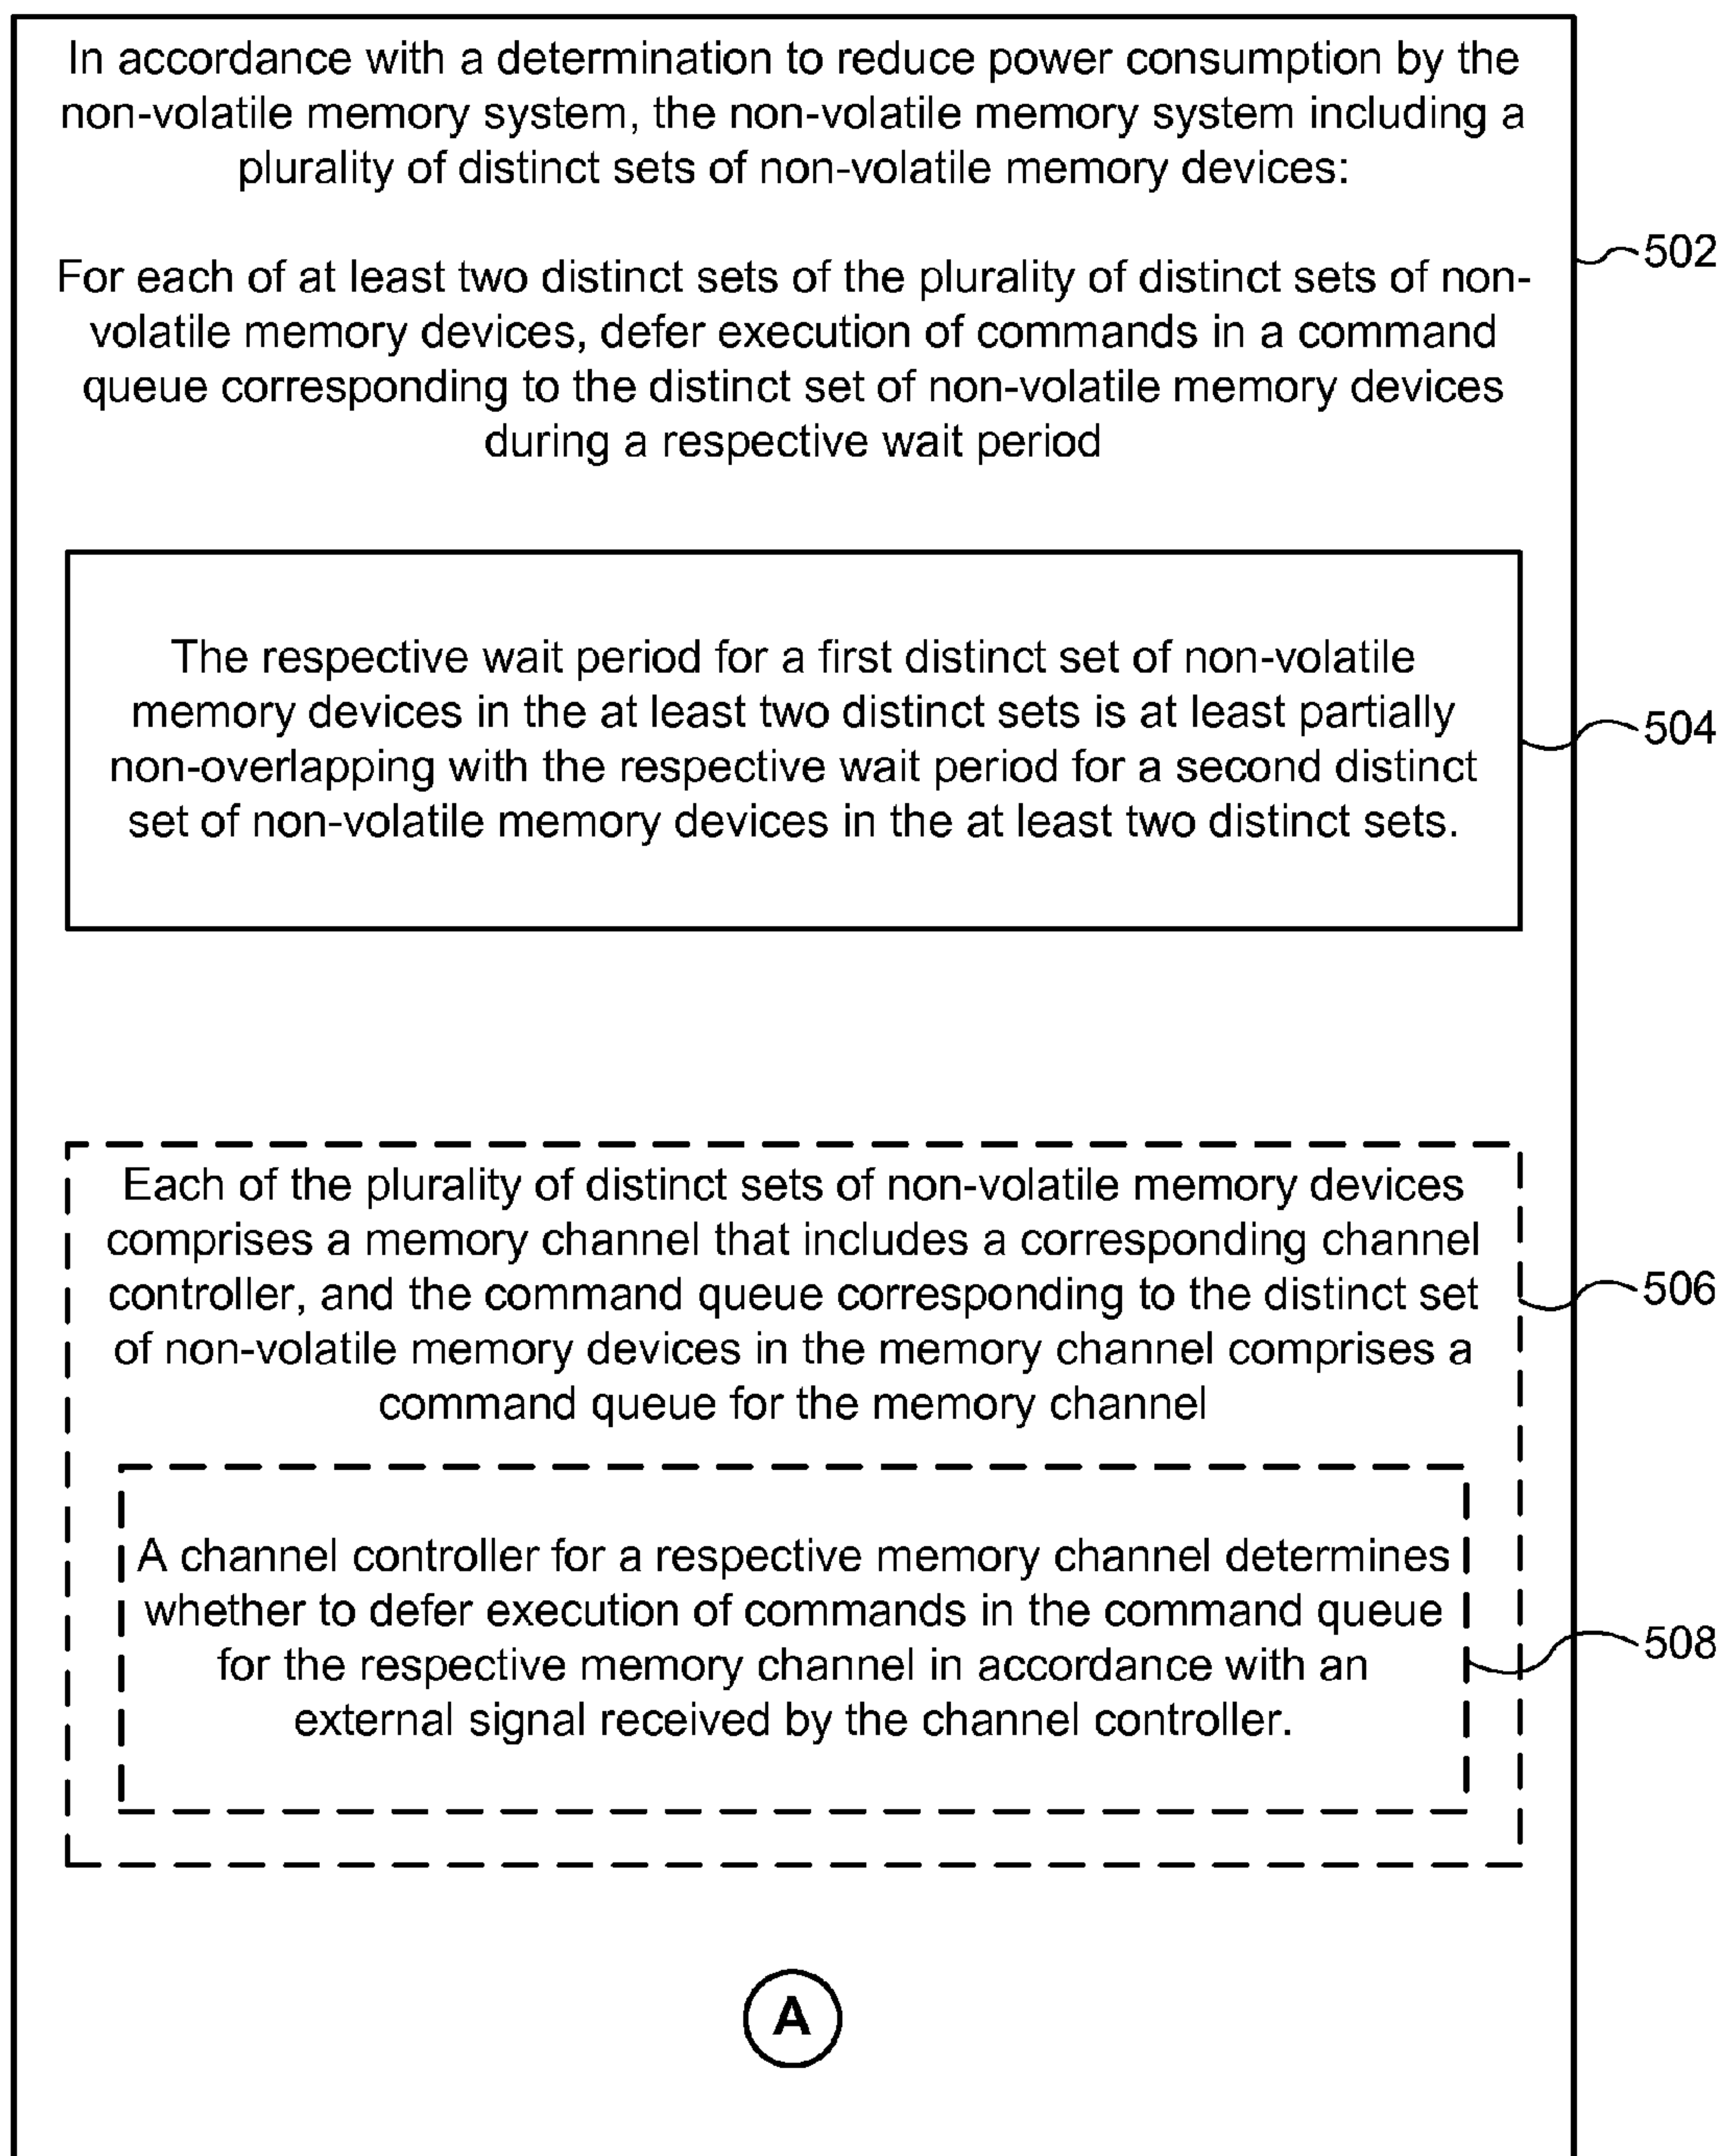 In accordance with a determination to reduce power consumption by the
non-volatile memory system, the non-volatile memory system including a
plurality of distinct sets of non-volatile memory devices:
For each of at least two distinct sets of the plurality of distinct sets of non-
volatile memory devices, defer execution of commands in a command
queue corresponding to the distinct set of non-volatile memory devices
during a respective wait period
502
The respective wait period for a first distinct set of non-volatile
memory devices in the at least two distinct sets is at least partially
non-overlapping with the respective wait period for a second distinct
set of non-volatile memory devices in the at least two distinct sets.
504
Each of the plurality of distinct sets of non-volatile memory devices
comprises a memory channel that includes a corresponding channel
controller, and the command queue corresponding to the distinct set
of non-volatile memory devices in the memory channel comprises a
command queue for the memory channel
506
A channel controller for a respective memory channel determines
whether to defer execution of commands in the command queue
for the respective memory channel in accordance with an
external signal received by the channel controller.
508
A